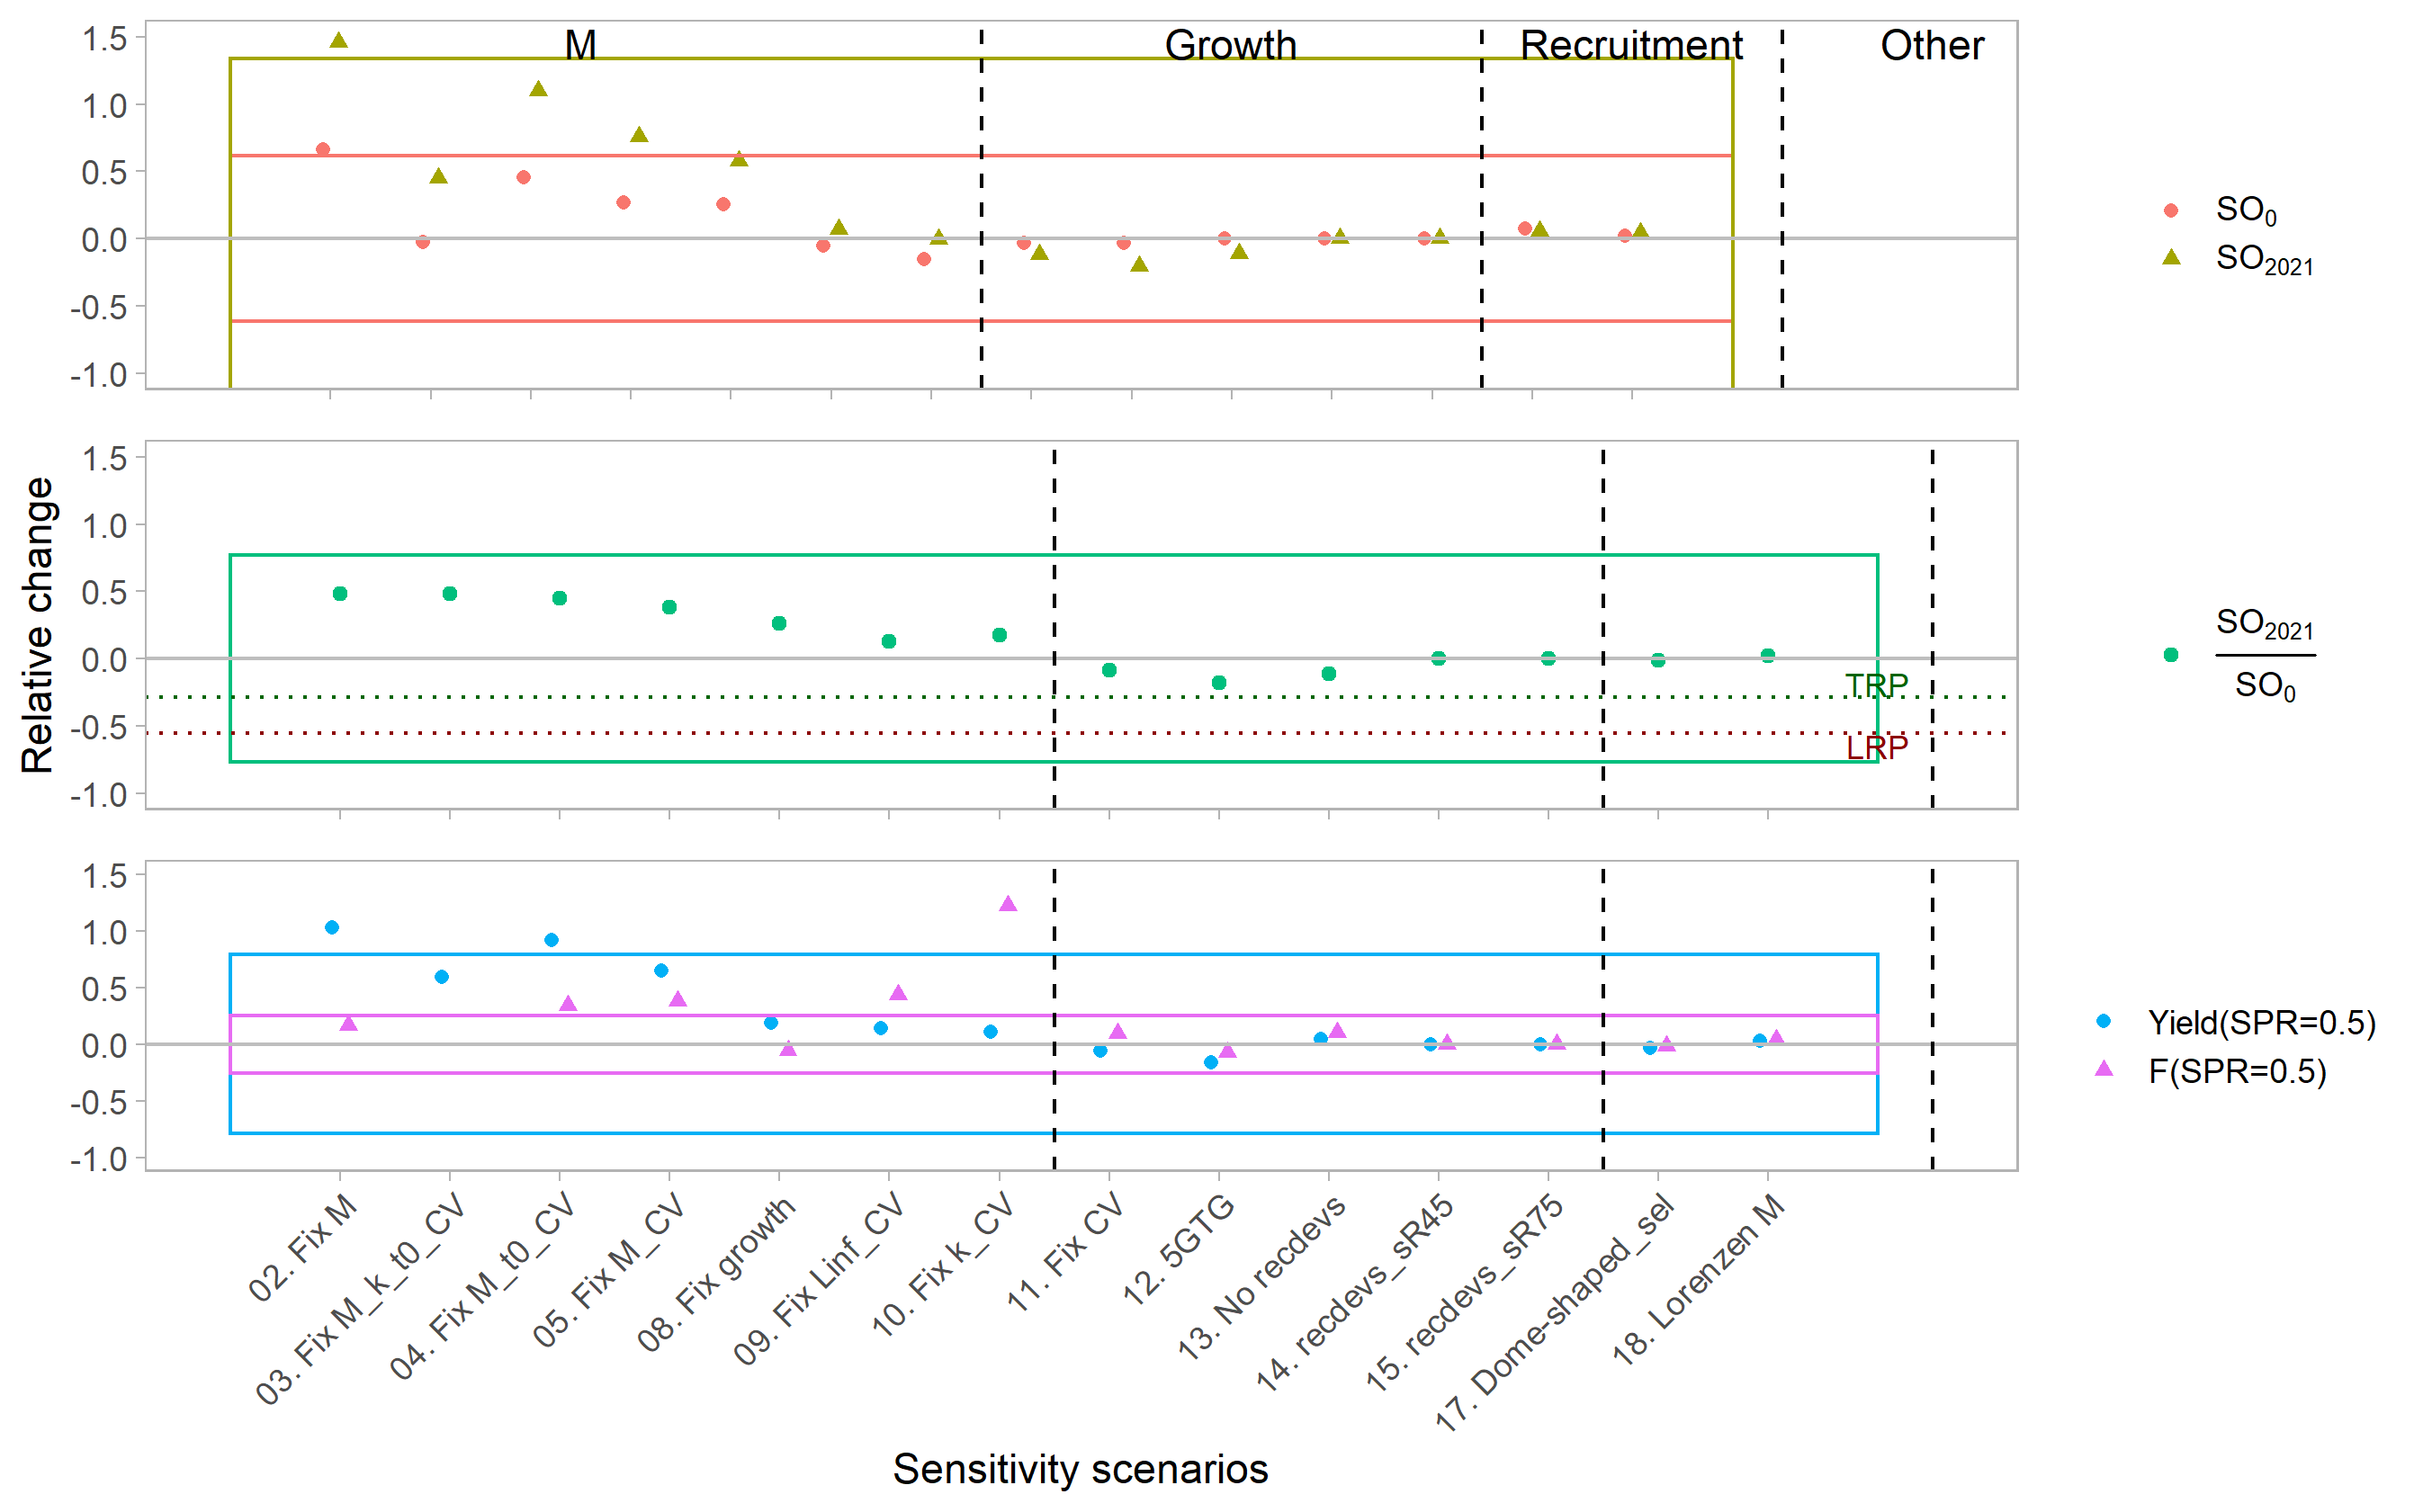 M Growth Recruitment Other
1.5
1.0
0.5
0.0
-0.5
-1.0
SO₀
SO₂₀₂₁
Relative change
1.5
1.0
0.5
0.0
-0.5
-1.0
TRP
LRP
SO₂₀₂₁
SO₀
1.5
1.0
0.5
0.0
-0.5
-1.0
Yield(SPR=0.5)
F(SPR=0.5)
02. Fix M
03. Fix M_k_t0_CV
04. Fix M_t0_CV
05. Fix M_CV
08. Fix growth
09. Fix Linf_CV
10. Fix k_CV
11. Fix CV
12. 5GTG
13. No recdevs
14. recdevs_sR45
15. recdevs_sR75
17. Dome-shaped_sel
18. Lorenzen M
Sensitivity scenarios